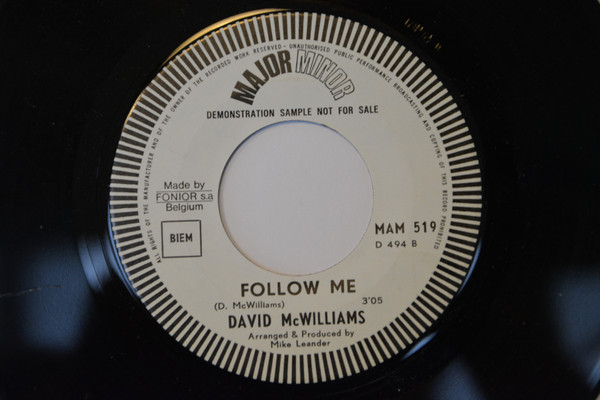 ALL RIGHTS OF THE MANUFACTURER AND OF THE OWNER OF THE RECORDED WORK RESERVED - UNAUTHORISED PUBLIC PERFORMANCE BROADCASTING AND COPYING OF THIS RECORD PROHIBITED
MAJOR MINOR
DEMONSTRATION SAMPLE NOT FOR SALE
Made by
FONIOR s.a
Belgium
BIEM
MAM 519
D 494 B
FOLLOW ME
(D. McWilliams) 3'05
DAVID McWILLIAMS
Arranged & Produced by
Mike Leander